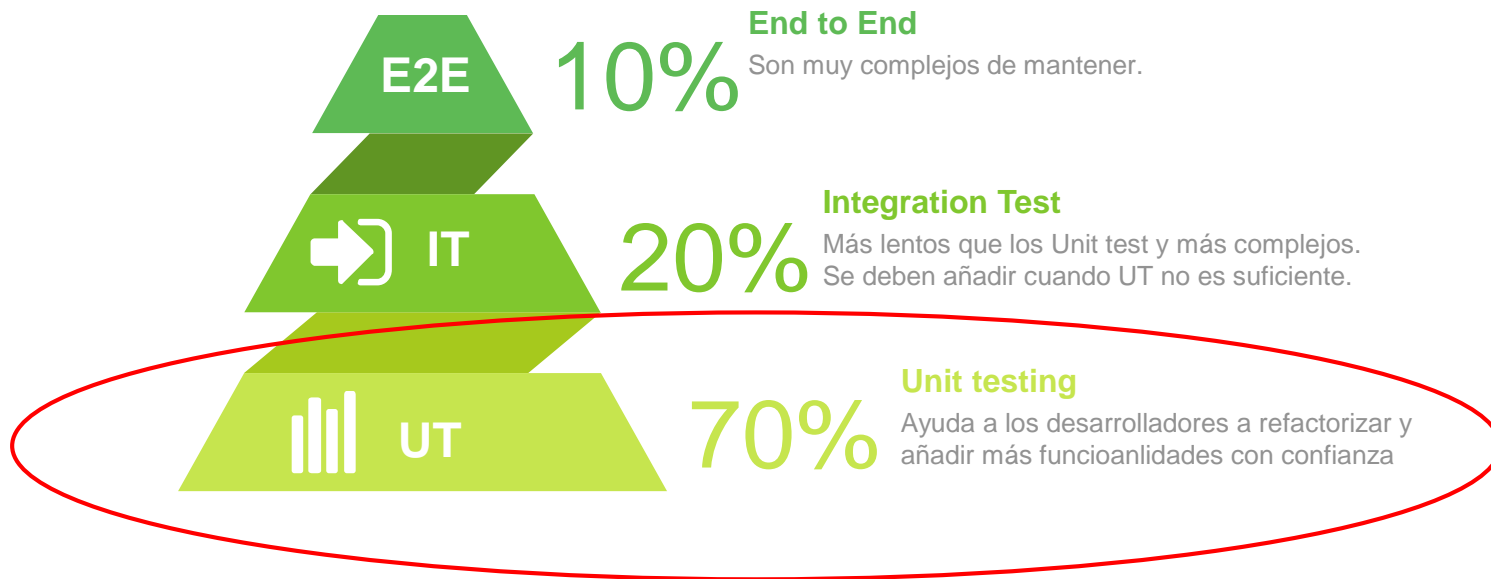 E2E
10%
End to End
Son muy complejos de mantener.
IT
20%
Integration Test
Más lentos que los Unit test y más complejos.
Se deben añadir cuando UT no es suficiente.
UT
70%
Unit testing
Ayuda a los desarrolladores a refactorizar y
añadir más funcioanlidades con confianza